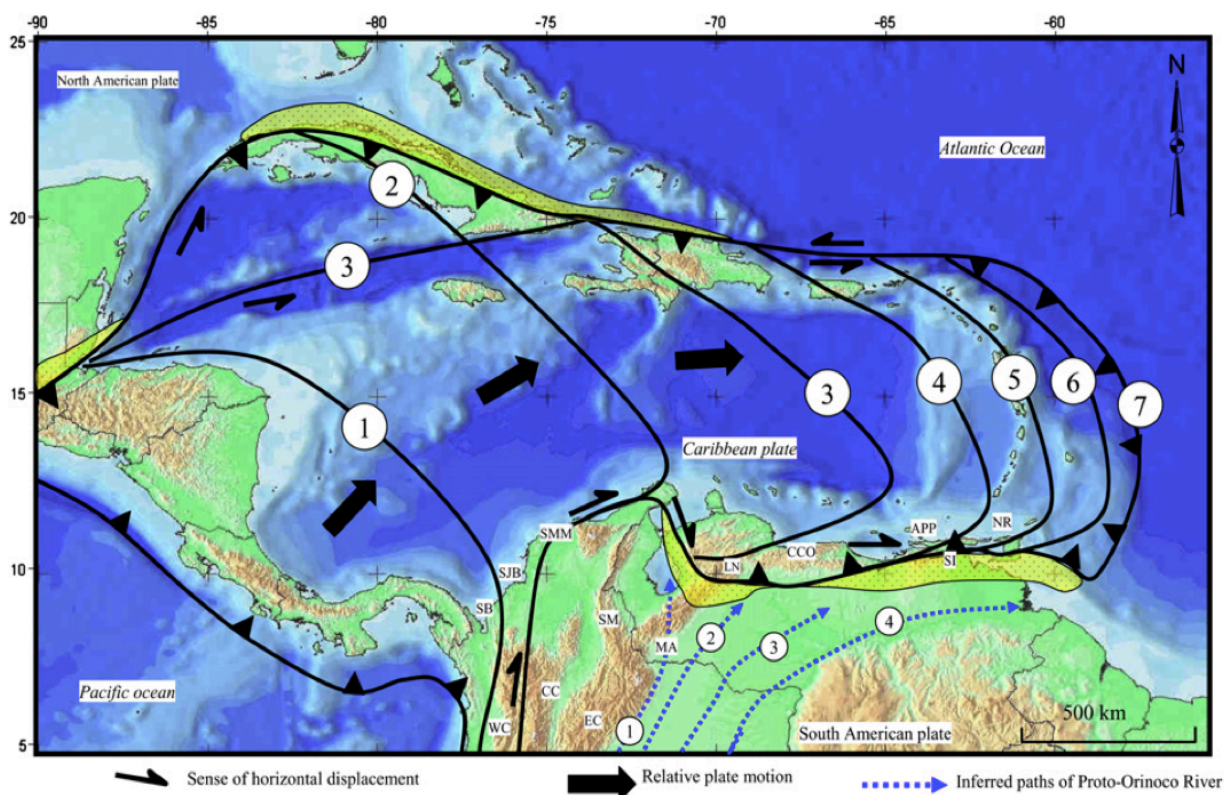 -90 -85 -80 -75 -70 -65 -60
25
North American plate
N
Atlantic Ocean
2
20
3
15
1
3
4
5
6
7
Caribbean plate
SMM
APP
NR
CCO
LN
SI
10
SJB
SB
SM
MA
2
3
4
CC
Pacific ocean
WC
EC
1
South American plate
500 km
5
Sense of horizontal displacement
Relative plate motion
Inferred paths of Proto-Orinoco River